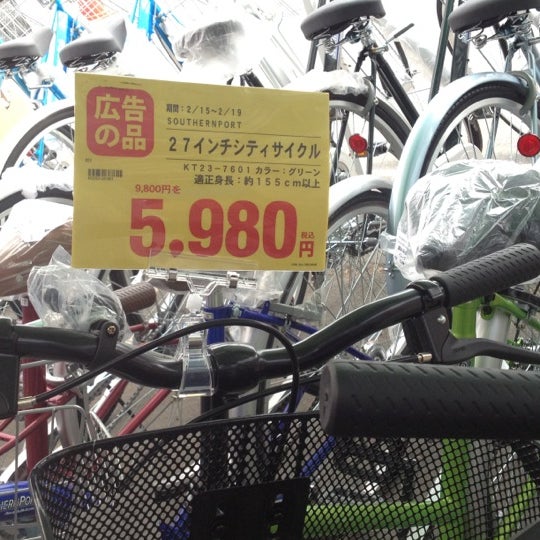 広告の品
期間:2/15~2/19
SOUTHERNPORT
27インチシティサイクル
KT23-7601 カラー:グリーン
適正身長:約155cm以上
9,800円を
5,980円
税込